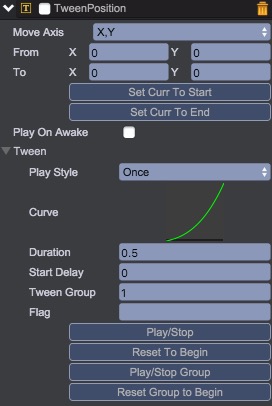 T TweenPosition
Move Axis X,Y
From X 0 Y 0
To X 0 Y 0
Set Curr To Start
Set Curr To End
Play On Awake
Tween
Play Style Once
Curve
Duration 0.5
Start Delay 0
Tween Group 1
Flag
Play/Stop
Reset To Begin
Play/Stop Group
Reset Group to Begin